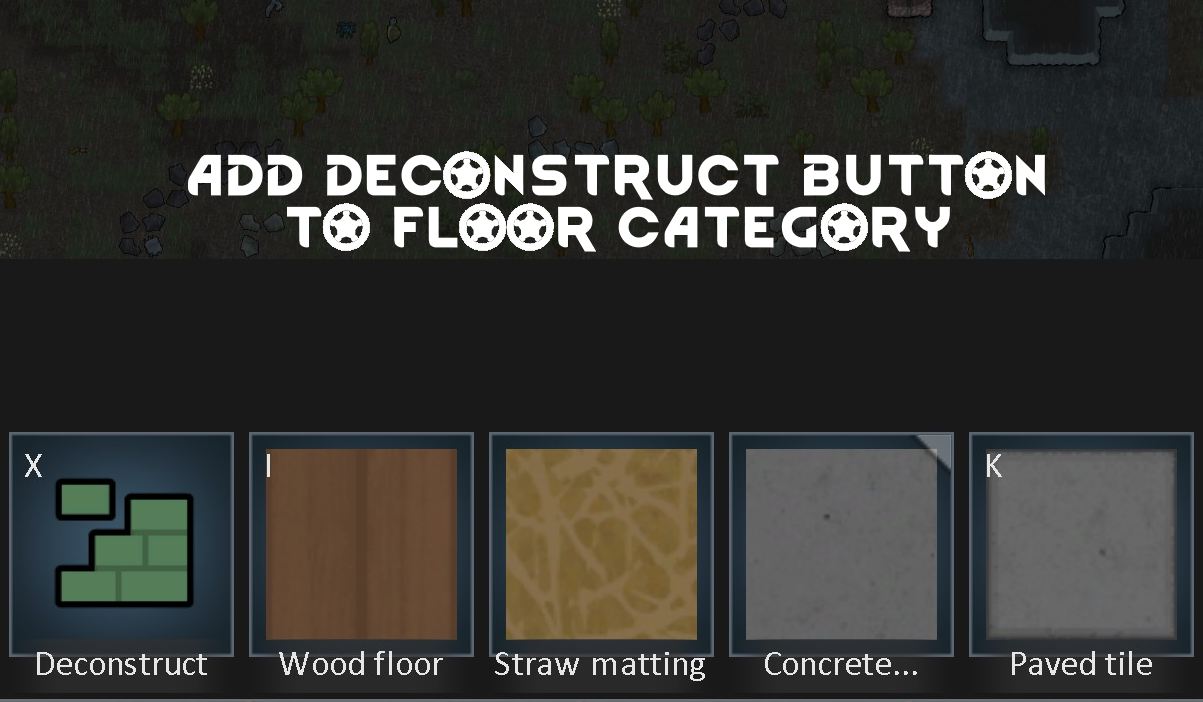 ADD DECONSTRUCT BUTTON
TO FLOOR CATEGORY
X
I
K
Deconstruct
Wood floor
Straw matting
Concrete...
Paved tile